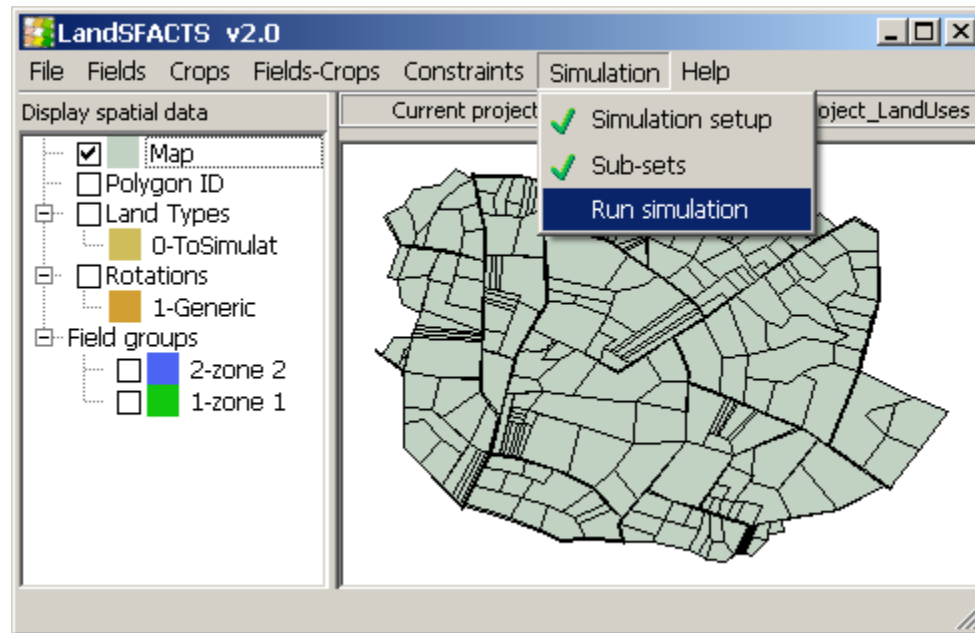 LandSFACTS v2.0
File Fields Crops Fields-Crops Constraints Simulation Help
Display spatial data
Current project
oject_LandUses
Simulation setup
Sub-sets
Run simulation
Map
Polygon ID
Land Types
0-ToSimulat
Rotations
1-Generic
Field groups
2-zone 2
1-zone 1